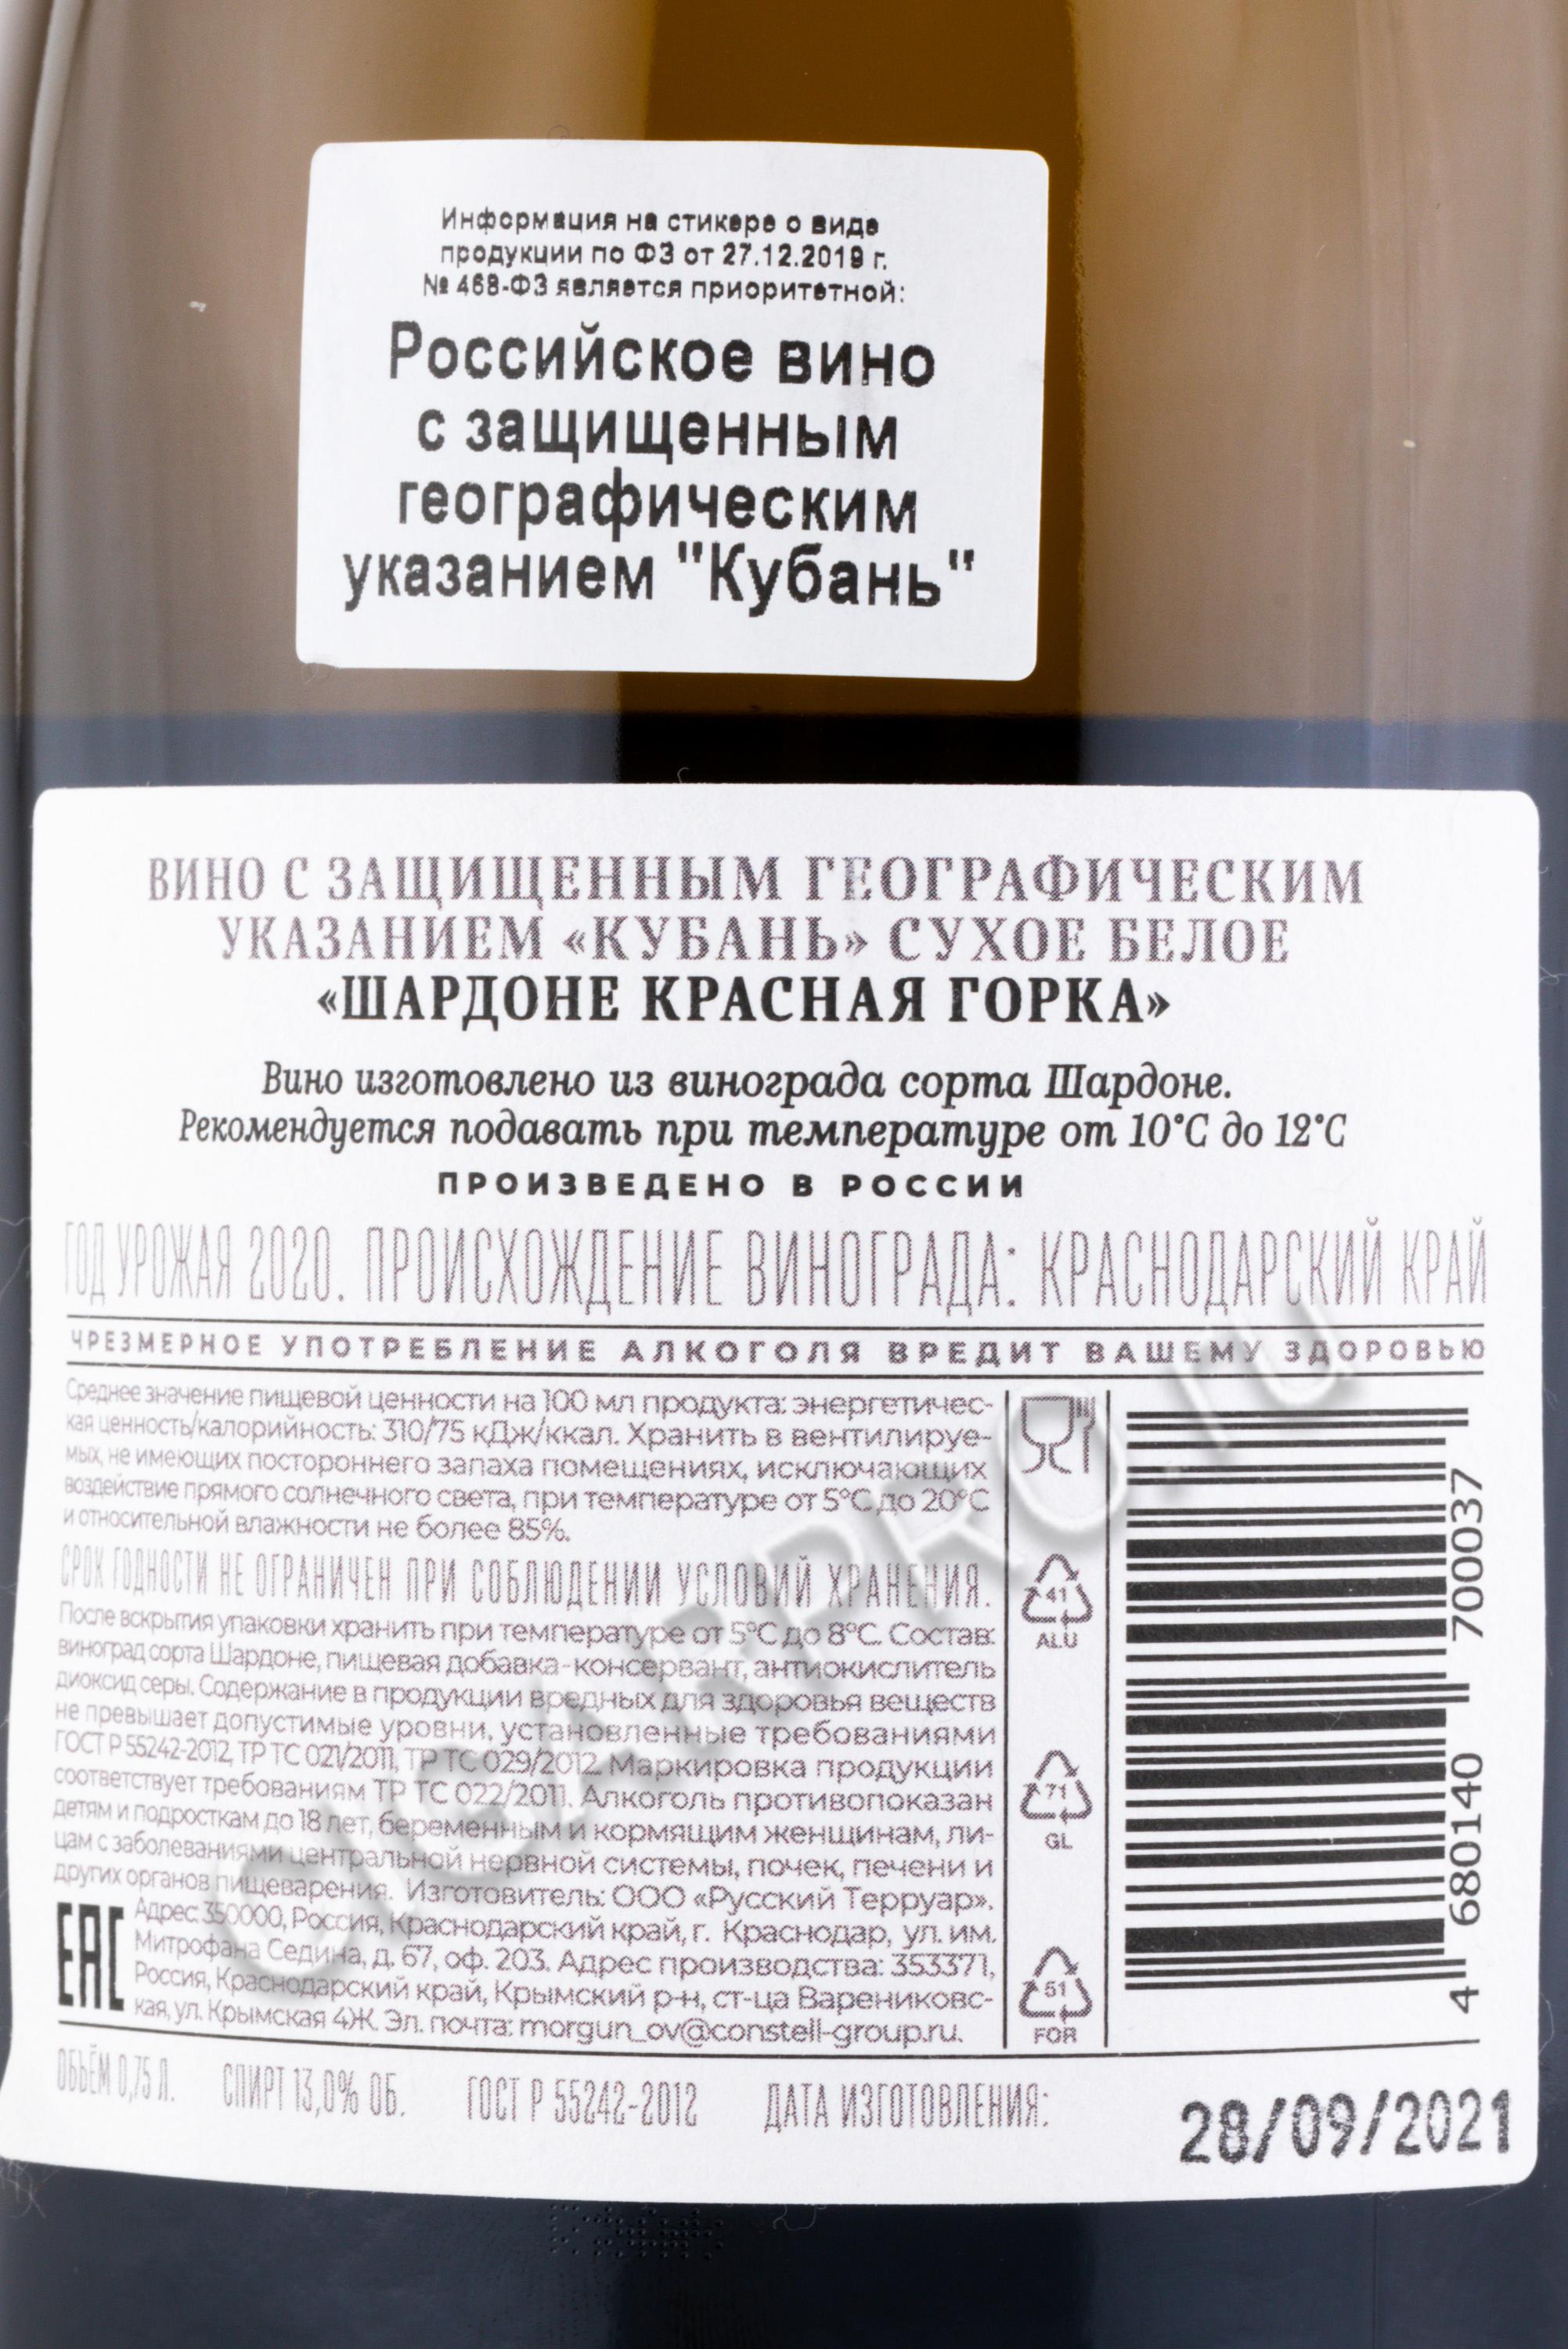 Информация на стикере о виде
продукции по ФЗ от 27.12.2019 г.
№ 468-ФЗ является приоритетной:
Российское вино
с защищенным
географическим
указанием "Кубань"
ВИНО С ЗАЩИЩЕННЫМ ГЕОГРАФИЧЕСКИМ
УКАЗАНИЕМ «КУБАНЬ» СУХОЕ БЕЛОЕ
«ШАРДОНЕ КРАСНАЯ ГОРКА»
Вино изготовлено из винограда сорта Шардоне.
Рекомендуется подавать при температуре от 10°С до 12°С
ПРОИЗВЕДЕНО В РОССИИ
ГОД УРОЖАЯ 2020. ПРОИСХОЖДЕНИЕ ВИНОГРАДА: КРАСНОДАРСКИЙ КРАЙ
ЧРЕЗМЕРНОЕ УПОТРЕБЛЕНИЕ АЛКОГОЛЯ ВРЕДИТ ВАШЕМУ ЗДОРОВЬЮ
Среднее значение пищевой ценности на 100 мл продукта: энергетичес-
кая ценность/калорийность: 310/75 кДж/ккал. Хранить в вентилируе-
мых, не имеющих постороннего запаха помещениях, исключающих
воздействие прямого солнечного света, при температуре от 5°С до 20°С
и относительной влажности не более 85%.
СРОК ГОДНОСТИ НЕ ОГРАНИЧЕН ПРИ СОБЛЮДЕНИИ УСЛОВИЙ ХРАНЕНИЯ.
После вскрытия упаковки хранить при температуре от 5°С до 8°С. Состав:
виноград сорта Шардоне, пищевая добавка-консервант, антиокислитель
диоксид серы. Содержание в продукции вредных для здоровья веществ
не превышает допустимые уровни, установленные требованиями
ГОСТ Р 55242-2012, ТР ТС 021/2011, ТР ТС 029/2012. Маркировка продукции
соответствует требованиям ТР ТС 022/2011. Алкоголь противопоказан
детям и подросткам до 18 лет, беременным и кормящим женщинам, ли-
цам с заболеваниями центральной нервной системы, почек, печени и
других органов пищеварения. Изготовитель: ООО «Русский Терруар».
Адрес: 350000, Россия, Краснодарский край, г. Краснодар, ул. им.
Митрофана Седина, д. 67, оф. 203. Адрес производства: 353371,
Россия, Краснодарский край, Крымский р-н, ст-ца Варениковс-
кая, ул. Крымская 4Ж. Эл. почта: morgun_ov@constell-group.ru.
EAC
41
ALU
71
GL
51
FOR
4 680140 700037
ОБЪЁМ 0,75 Л. СПИРТ 13,0% ОБ. ГОСТ Р 55242-2012 ДАТА ИЗГОТОВЛЕНИЯ:
28/09/2021